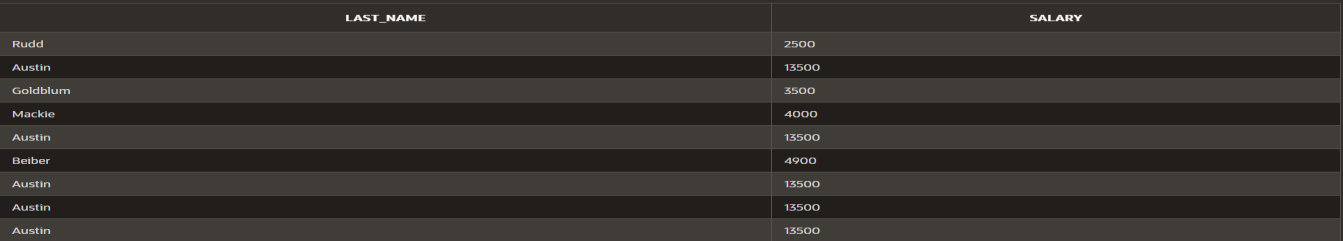 LAST_NAME SALARY
Rudd 2500
Austin 13500
Goldblum 3500
Mackie 4000
Austin 13500
Beiber 4900
Austin 13500
Austin 13500
Austin 13500